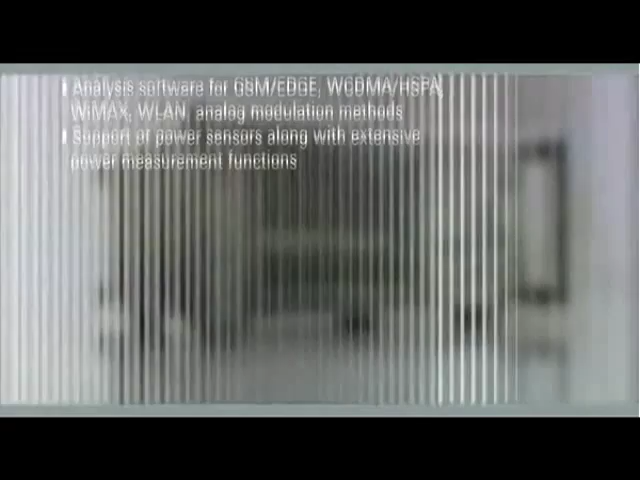 Analysis software for GSM/EDGE, WCDMA/HSPA,
WiMAX, WLAN, analog modulation methods
Support of power sensors along with extensive
power measurement functions